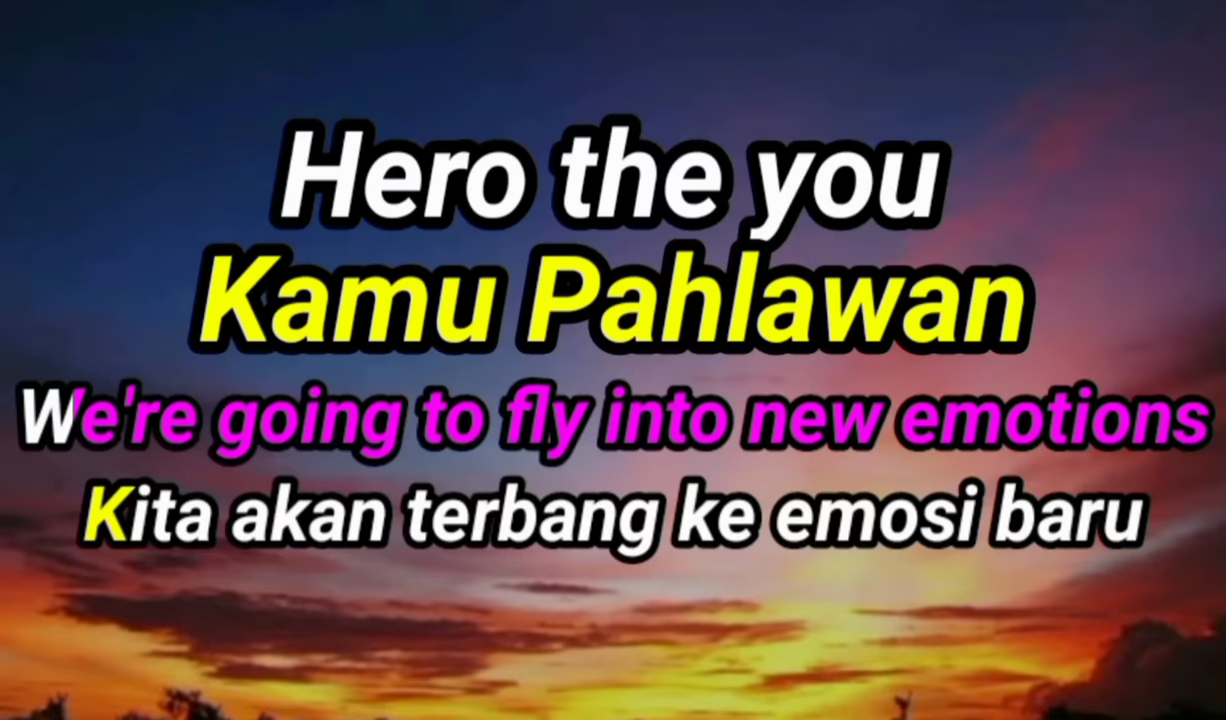 Hero the you
Kamu Pahlawan
We're going to fly into new emotions
Kita akan terbang ke emosi baru